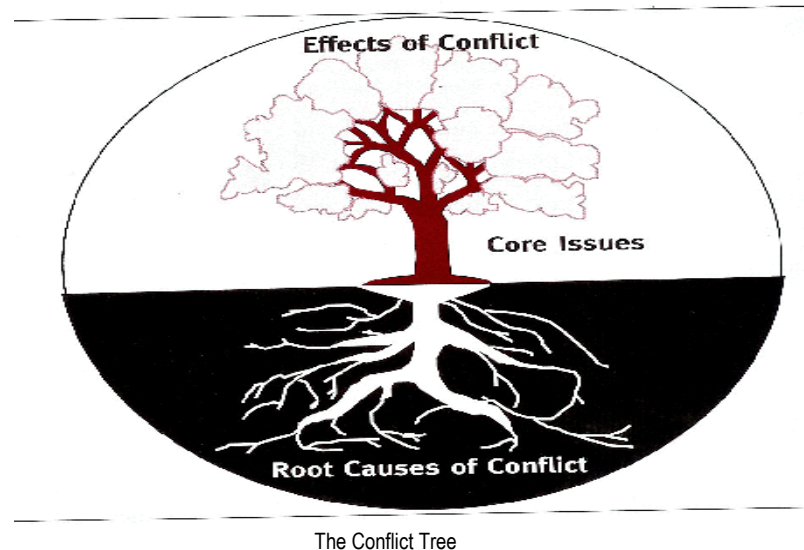 Effects of Conflict
Core Issues
Root Causes of Conflict
The Conflict Tree